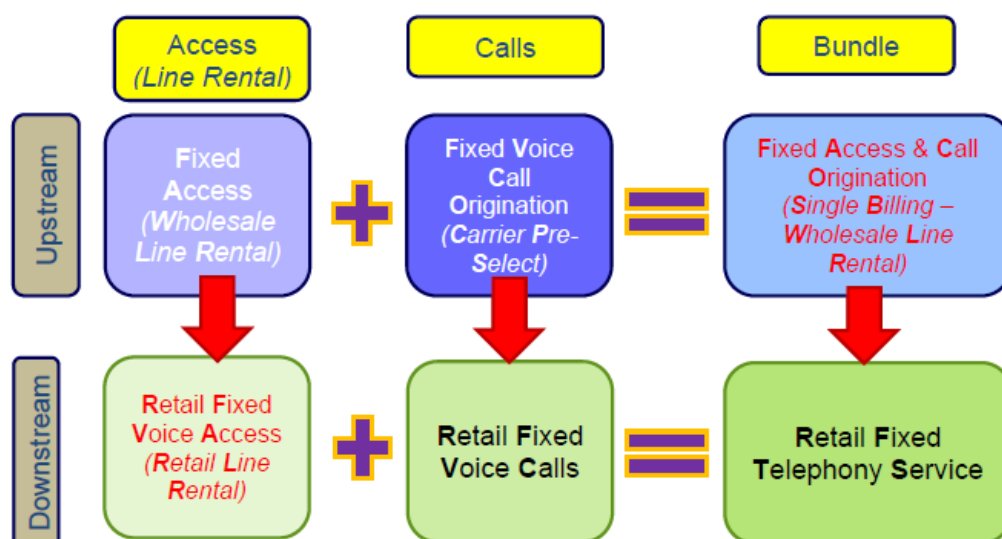 Access
(Line Rental)
Calls
Bundle
Upstream
Fixed
Access
(Wholesale
Line Rental)
+
Fixed Voice
Call
Origination
(Carrier Pre-
Select)
=
Fixed Access & Call
Origination
(Single Billing –
Wholesale Line
Rental)
Downstream
Retail Fixed
Voice Access
(Retail Line
Rental)
+
Retail Fixed
Voice Calls
=
Retail Fixed
Telephony Service